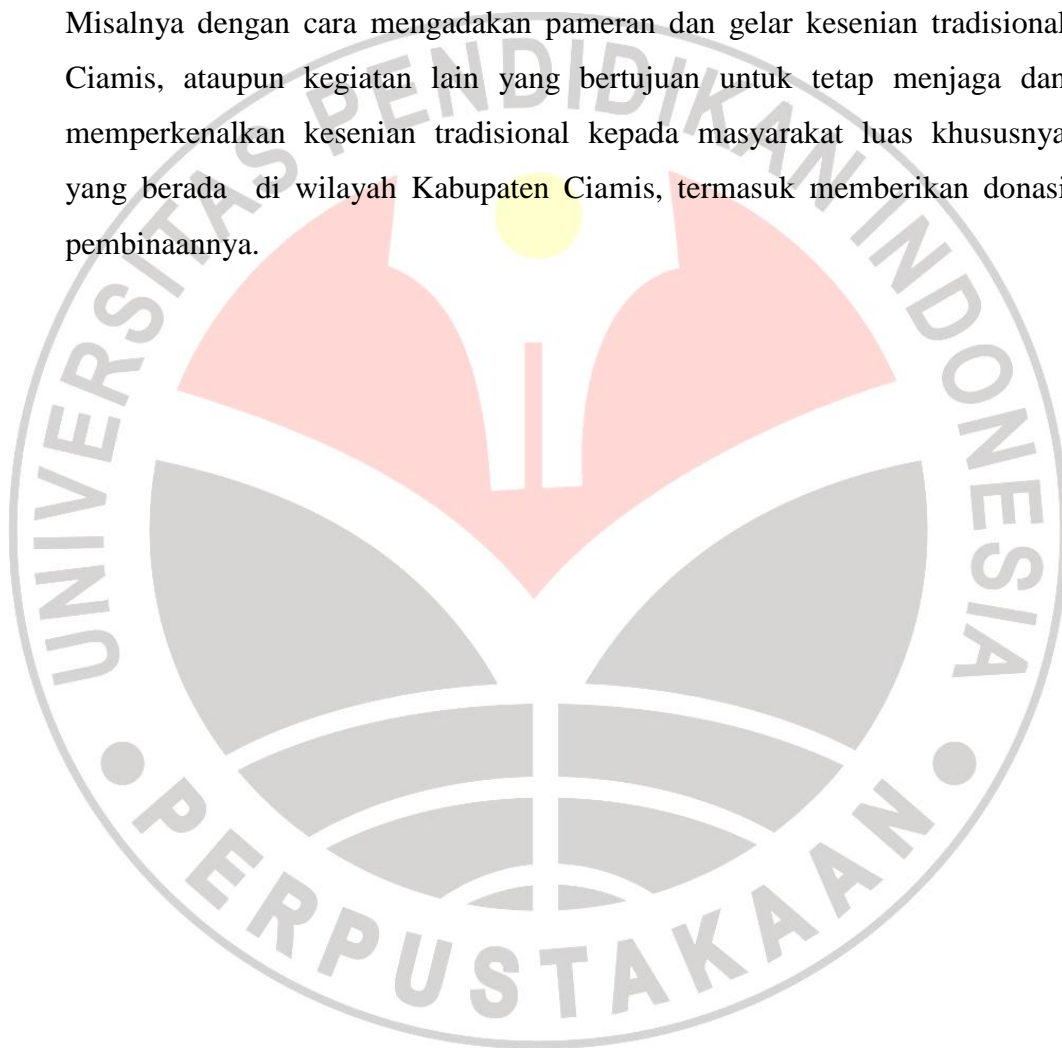 Misalnya dengan cara mengadakan pameran dan gelar kesenian tradisional
Ciamis, ataupun kegiatan lain yang bertujuan untuk tetap menjaga dan
memperkenalkan kesenian tradisional kepada masyarakat luas khususnya
yang berada di wilayah Kabupaten Ciamis, termasuk memberikan donasi
pembinaannya.
UNIVERSITAS PENDIDIKAN INDONESIA
PERPUSTAKAAN